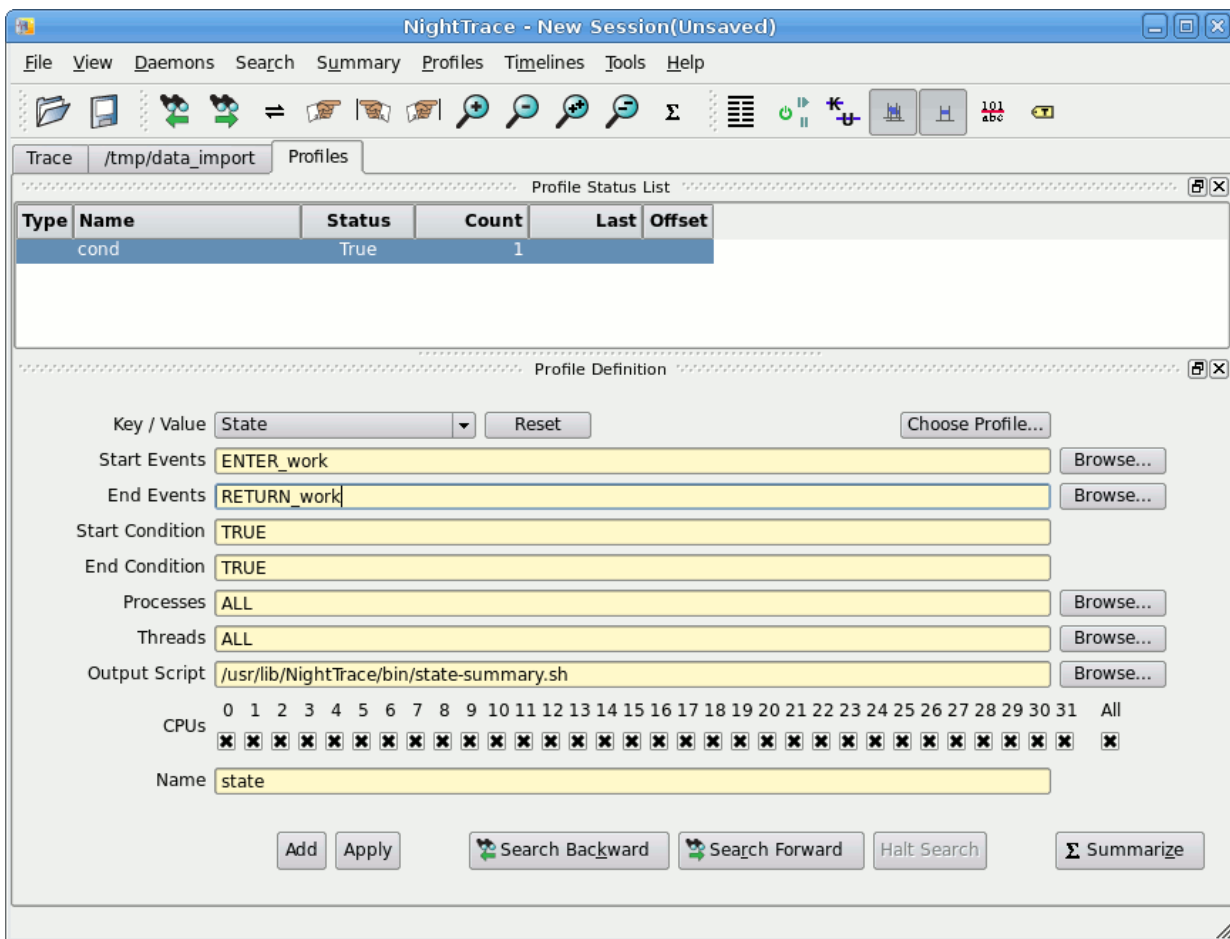 NightTrace - New Session(Unsaved)
File View Daemons Search Summary Profiles Timelines Tools Help
Σ 101 abc
Trace /tmp/data_import Profiles
Profile Status List
Type Name Status Count Last Offset
cond True 1
Profile Definition
Key / Value State Reset Choose Profile...
Start Events ENTER_work Browse...
End Events RETURN_work Browse...
Start Condition TRUE
End Condition TRUE
Processes ALL Browse...
Threads ALL Browse...
Output Script /usr/lib/NightTrace/bin/state-summary.sh Browse...
0 1 2 3 4 5 6 7 8 9 10 11 12 13 14 15 16 17 18 19 20 21 22 23 24 25 26 27 28 29 30 31 All
CPUs
Name state
Add Apply Search Backward Search Forward Halt Search Σ Summarize